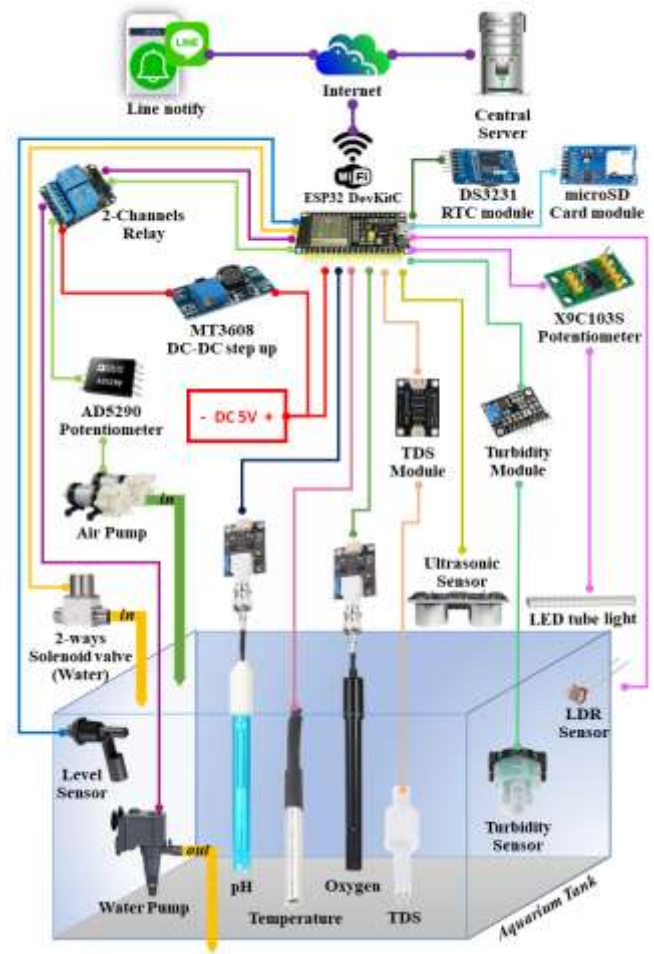 LINE
Line notify
Internet
Central
Server
WiFi
ESP32 DevKitC
DS3231
RTC module
microSD
Card module
2-Channels
Relay
MT3608
DC-DC step up
X9C103S
Potentiometer
- DC 5V +
AD5290
Potentiometer
TDS
Module
Turbidity
Module
in
Air Pump
Ultrasonic
Sensor
LED tube light
in
2-ways
Solenoid valve
(Water)
LDR
Sensor
Level
Sensor
Turbidity
Sensor
out
Water Pump
pH
Oxygen
Temperature
TDS
Aquarium Tank